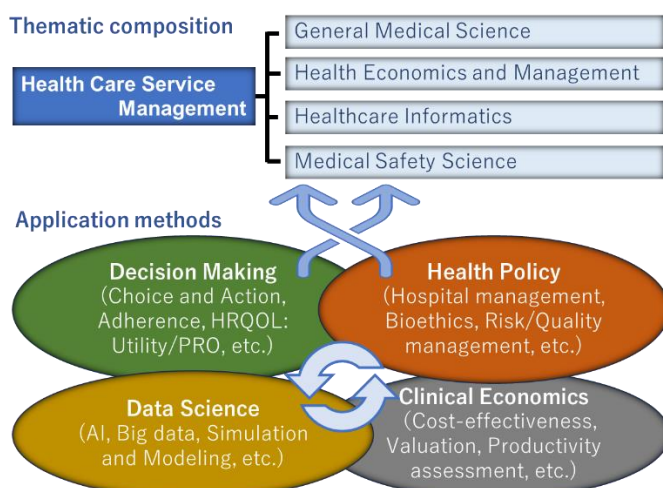 Thematic composition
Health Care Service
Management
General Medical Science
Health Economics and Management
Healthcare Informatics
Medical Safety Science
Application methods
Decision Making
(Choice and Action,
Adherence, HRQOL:
Utility/PRO, etc.)
Health Policy
(Hospital management,
Bioethics, Risk/Quality
management, etc.)
Data Science
(AI, Big data, Simulation
and Modeling, etc.)
Clinical Economics
(Cost-effectiveness,
Valuation, Productivity
assessment, etc.)